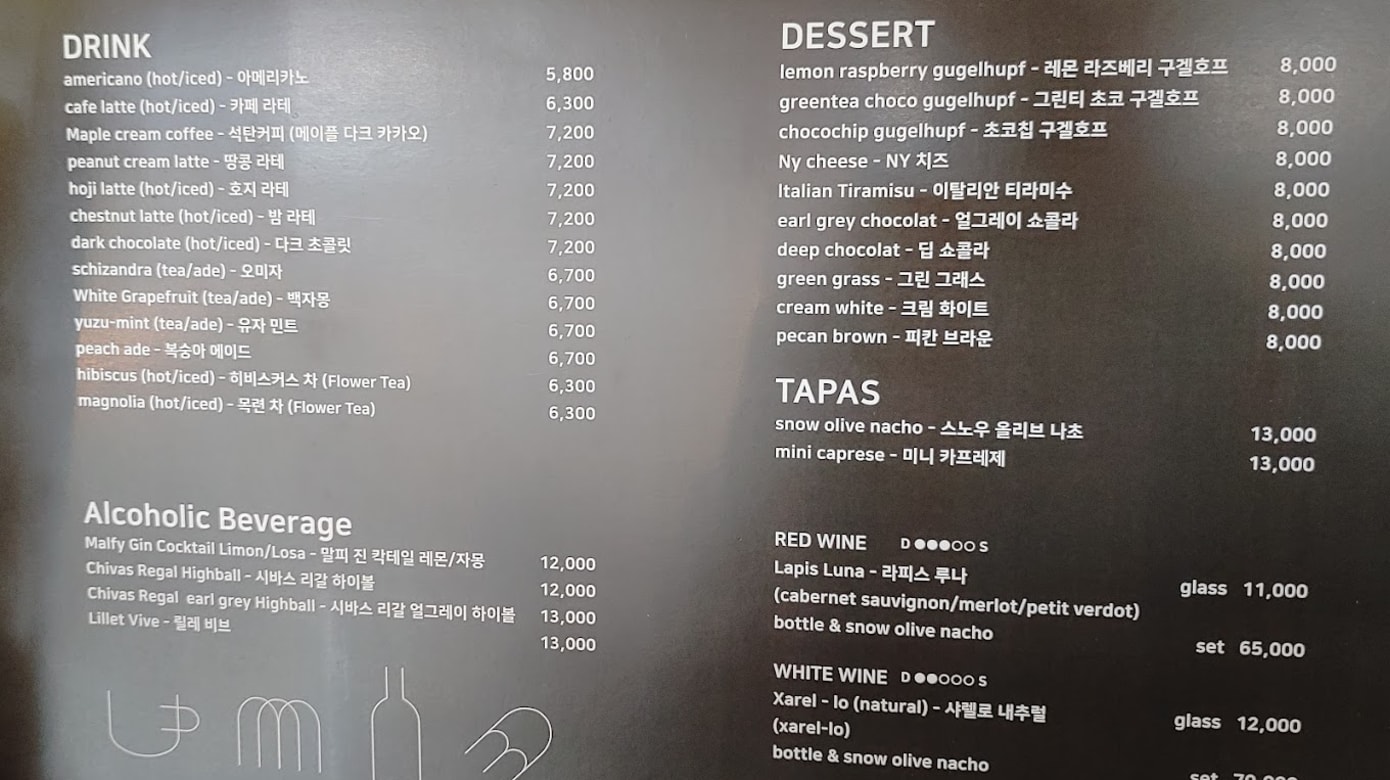 DRINK
americano (hot/iced) - 아메리카노 5,800
cafe latte (hot/iced) - 카페 라테 6,300
Maple cream coffee - 석탄커피 (메이플 다크 카카오) 7,200
peanut cream latte - 땅콩 라테 7,200
hoji latte (hot/iced) - 호지 라테 7,200
chestnut latte (hot/iced) - 밤 라테 7,200
dark chocolate (hot/iced) - 다크 초콜릿 7,200
schizandra (tea/ade) - 오미자 6,700
White Grapefruit (tea/ade) - 백자몽 6,700
yuzu-mint (tea/ade) - 유자 민트 6,700
peach ade - 복숭아 에이드 6,700
hibiscus (hot/iced) - 히비스커스 차 (Flower Tea) 6,300
magnolia (hot/iced) - 목련 차 (Flower Tea) 6,300
Alcoholic Beverage
Malfy Gin Cocktail Limon/Losa - 말피 진 칵테일 레몬/자몽 12,000
Chivas Regal Highball - 시바스 리갈 하이볼 12,000
Chivas Regal earl grey Highball - 시바스 리갈 얼그레이 하이볼 13,000
Lillet Vive - 릴레 비브 13,000
DESSERT
lemon raspberry gugelhupf - 레몬 라즈베리 구겔호프 8,000
greentea choco gugelhupf - 그린티 초코 구겔호프 8,000
chocochip gugelhupf - 초코칩 구겔호프 8,000
Ny cheese - NY 치즈 8,000
Italian Tiramisu - 이탈리안 티라미수 8,000
earl grey chocolat - 얼그레이 쇼콜라 8,000
deep chocolat - 딥 쇼콜라 8,000
green grass - 그린 그래스 8,000
cream white - 크림 화이트 8,000
pecan brown - 피칸 브라운 8,000
TAPAS
snow olive nacho - 스노우 올리브 나초 13,000
mini caprese - 미니 카프레제 13,000
RED WINE D ●●●○○ S
Lapis Luna - 라피스 루나 glass 11,000
(cabernet sauvignon/merlot/petit verdot)
bottle & snow olive nacho set 65,000
WHITE WINE D ●●○○○ S
Xarel - lo (natural) - 샤렐로 내추럴 glass 12,000
(xarel-lo)
bottle & snow olive nacho set 70,000